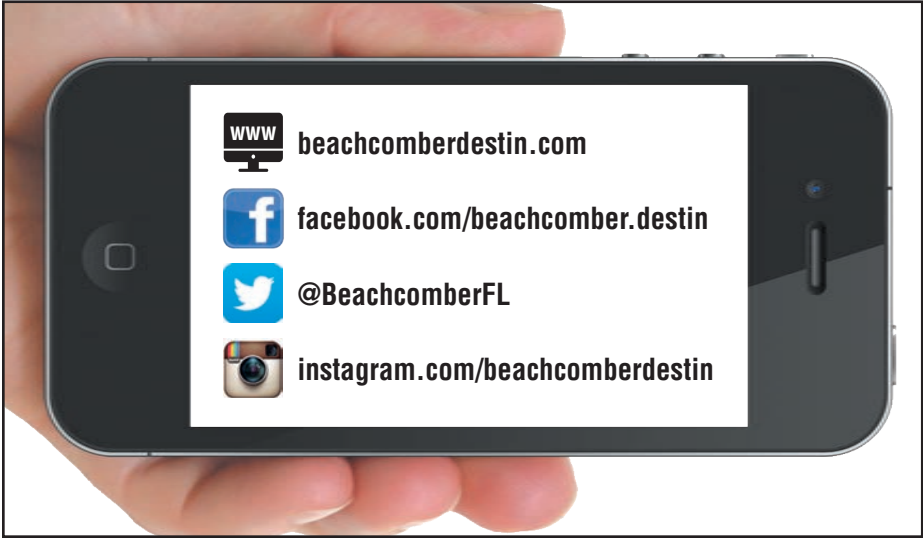 WWW
beachcomberdestin.com
facebook.com/beachcomber.destin
@BeachcomberFL
instagram.com/beachcomberdestin